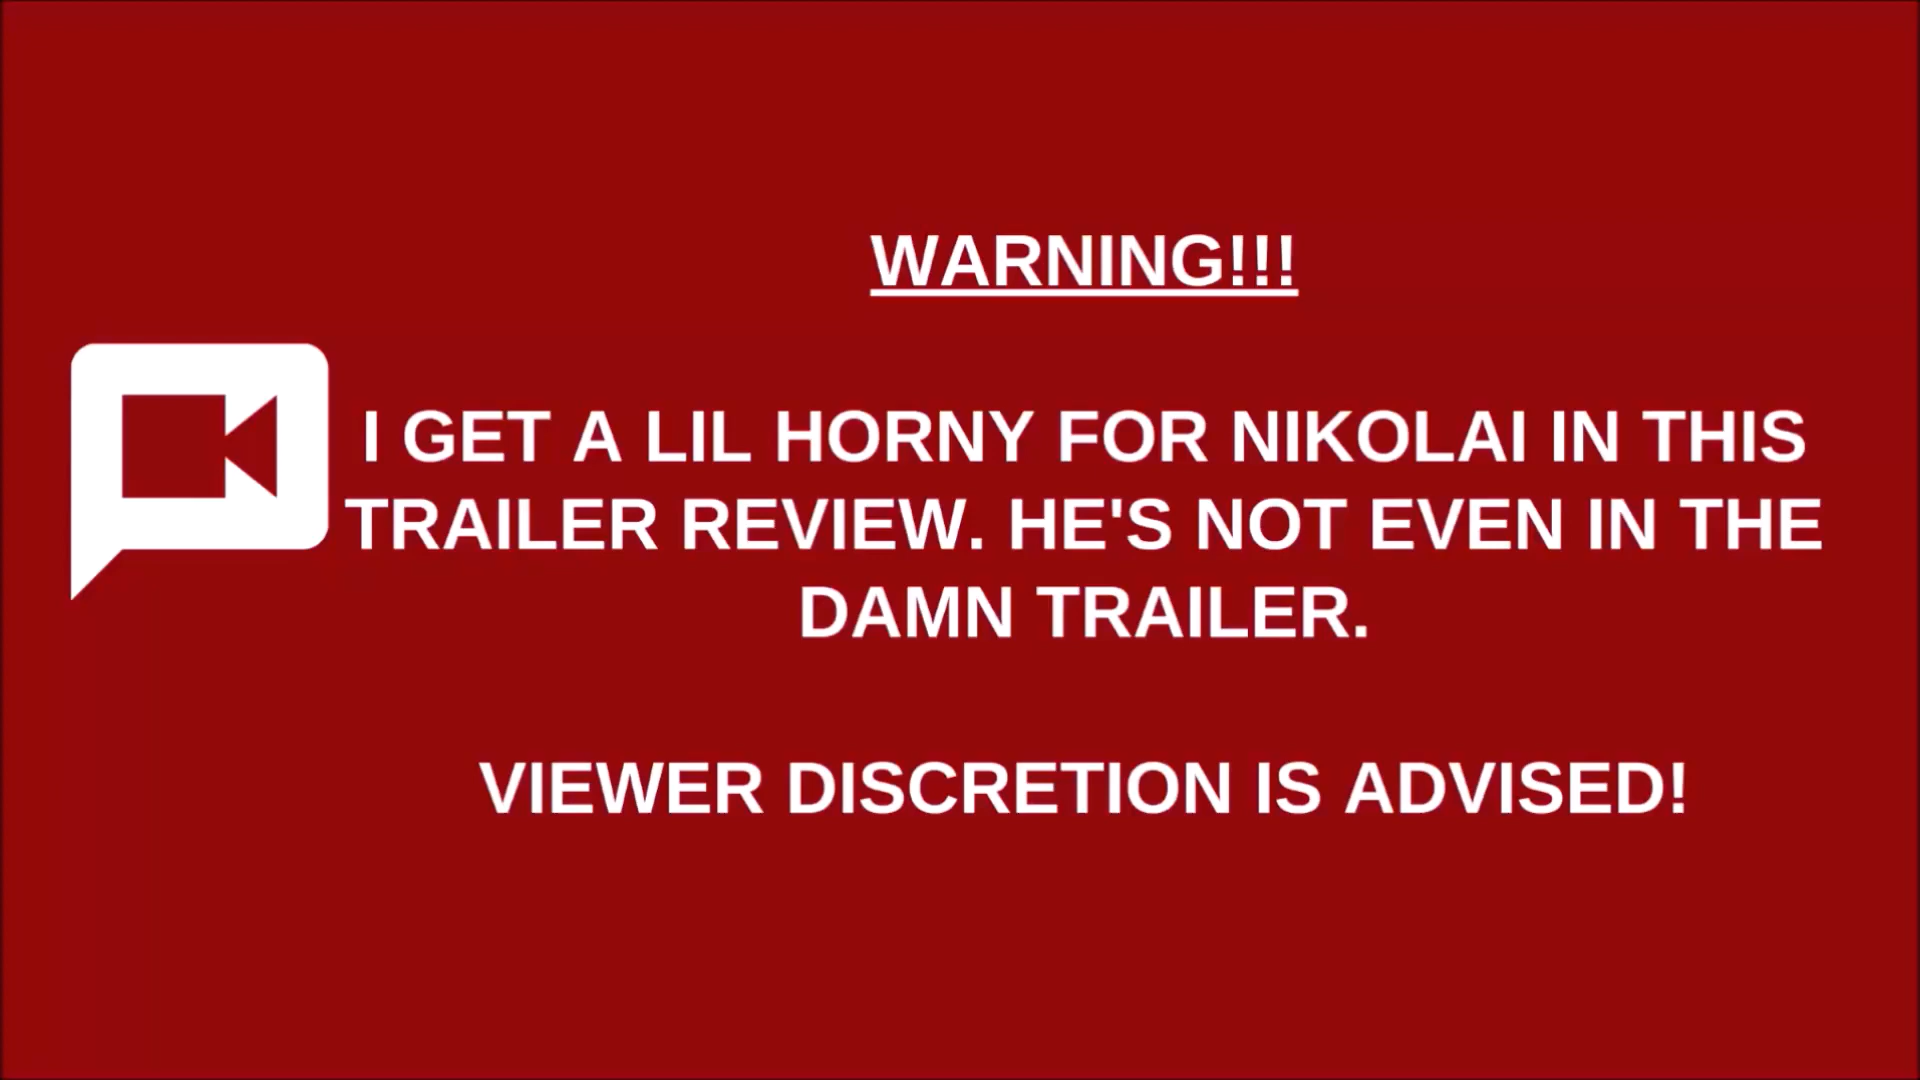 WARNING!!!
I GET A LIL HORNY FOR NIKOLAI IN THIS
TRAILER REVIEW. HE'S NOT EVEN IN THE
DAMN TRAILER.
VIEWER DISCRETION IS ADVISED!